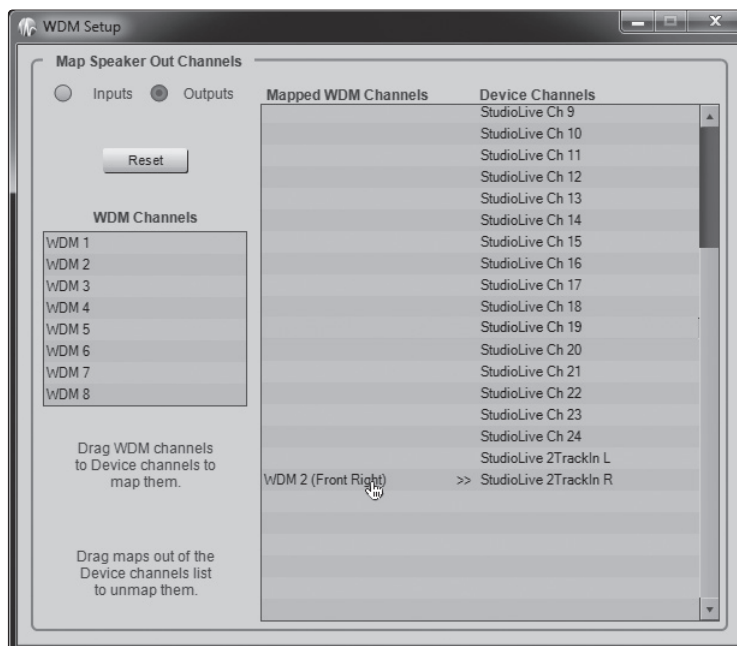 WDM Setup
Map Speaker Out Channels
Inputs Outputs
Reset
WDM Channels
WDM 1
WDM 2
WDM 3
WDM 4
WDM 5
WDM 6
WDM 7
WDM 8
Drag WDM channels
to Device channels to
map them.
Drag maps out of the
Device channels list
to unmap them.
Mapped WDM Channels Device Channels
StudioLive Ch 9
StudioLive Ch 10
StudioLive Ch 11
StudioLive Ch 12
StudioLive Ch 13
StudioLive Ch 14
StudioLive Ch 15
StudioLive Ch 16
StudioLive Ch 17
StudioLive Ch 18
StudioLive Ch 19
StudioLive Ch 20
StudioLive Ch 21
StudioLive Ch 22
StudioLive Ch 23
StudioLive Ch 24
StudioLive 2TrackIn L
WDM 2 (Front Right) >> StudioLive 2TrackIn R